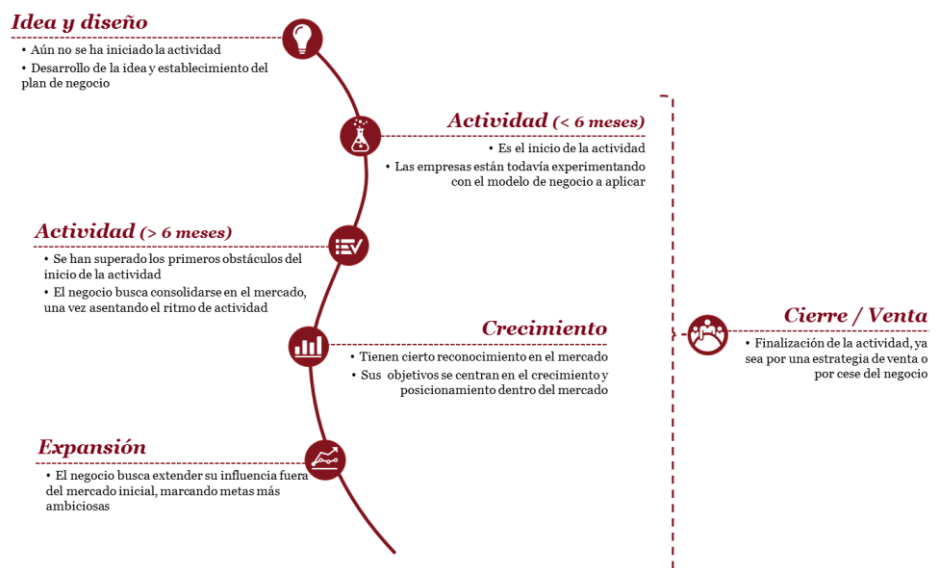 Idea y diseño
• Aún no se ha iniciado la actividad
• Desarrollo de la idea y establecimiento del
plan de negocio
Actividad (< 6 meses)
• Es el inicio de la actividad
• Las empresas están todavía experimentando
con el modelo de negocio a aplicar
Actividad (> 6 meses)
• Se han superado los primeros obstáculos del
inicio de la actividad
• El negocio busca consolidarse en el mercado,
una vez asentando el ritmo de actividad
Crecimiento
• Tienen cierto reconocimiento en el mercado
• Sus objetivos se centran en el crecimiento y
posicionamiento dentro del mercado
Expansión
• El negocio busca extender su influencia fuera
del mercado inicial, marcando metas más
ambiciosas
Cierre / Venta
• Finalización de la actividad, ya
sea por una estrategia de venta o
por cese del negocio